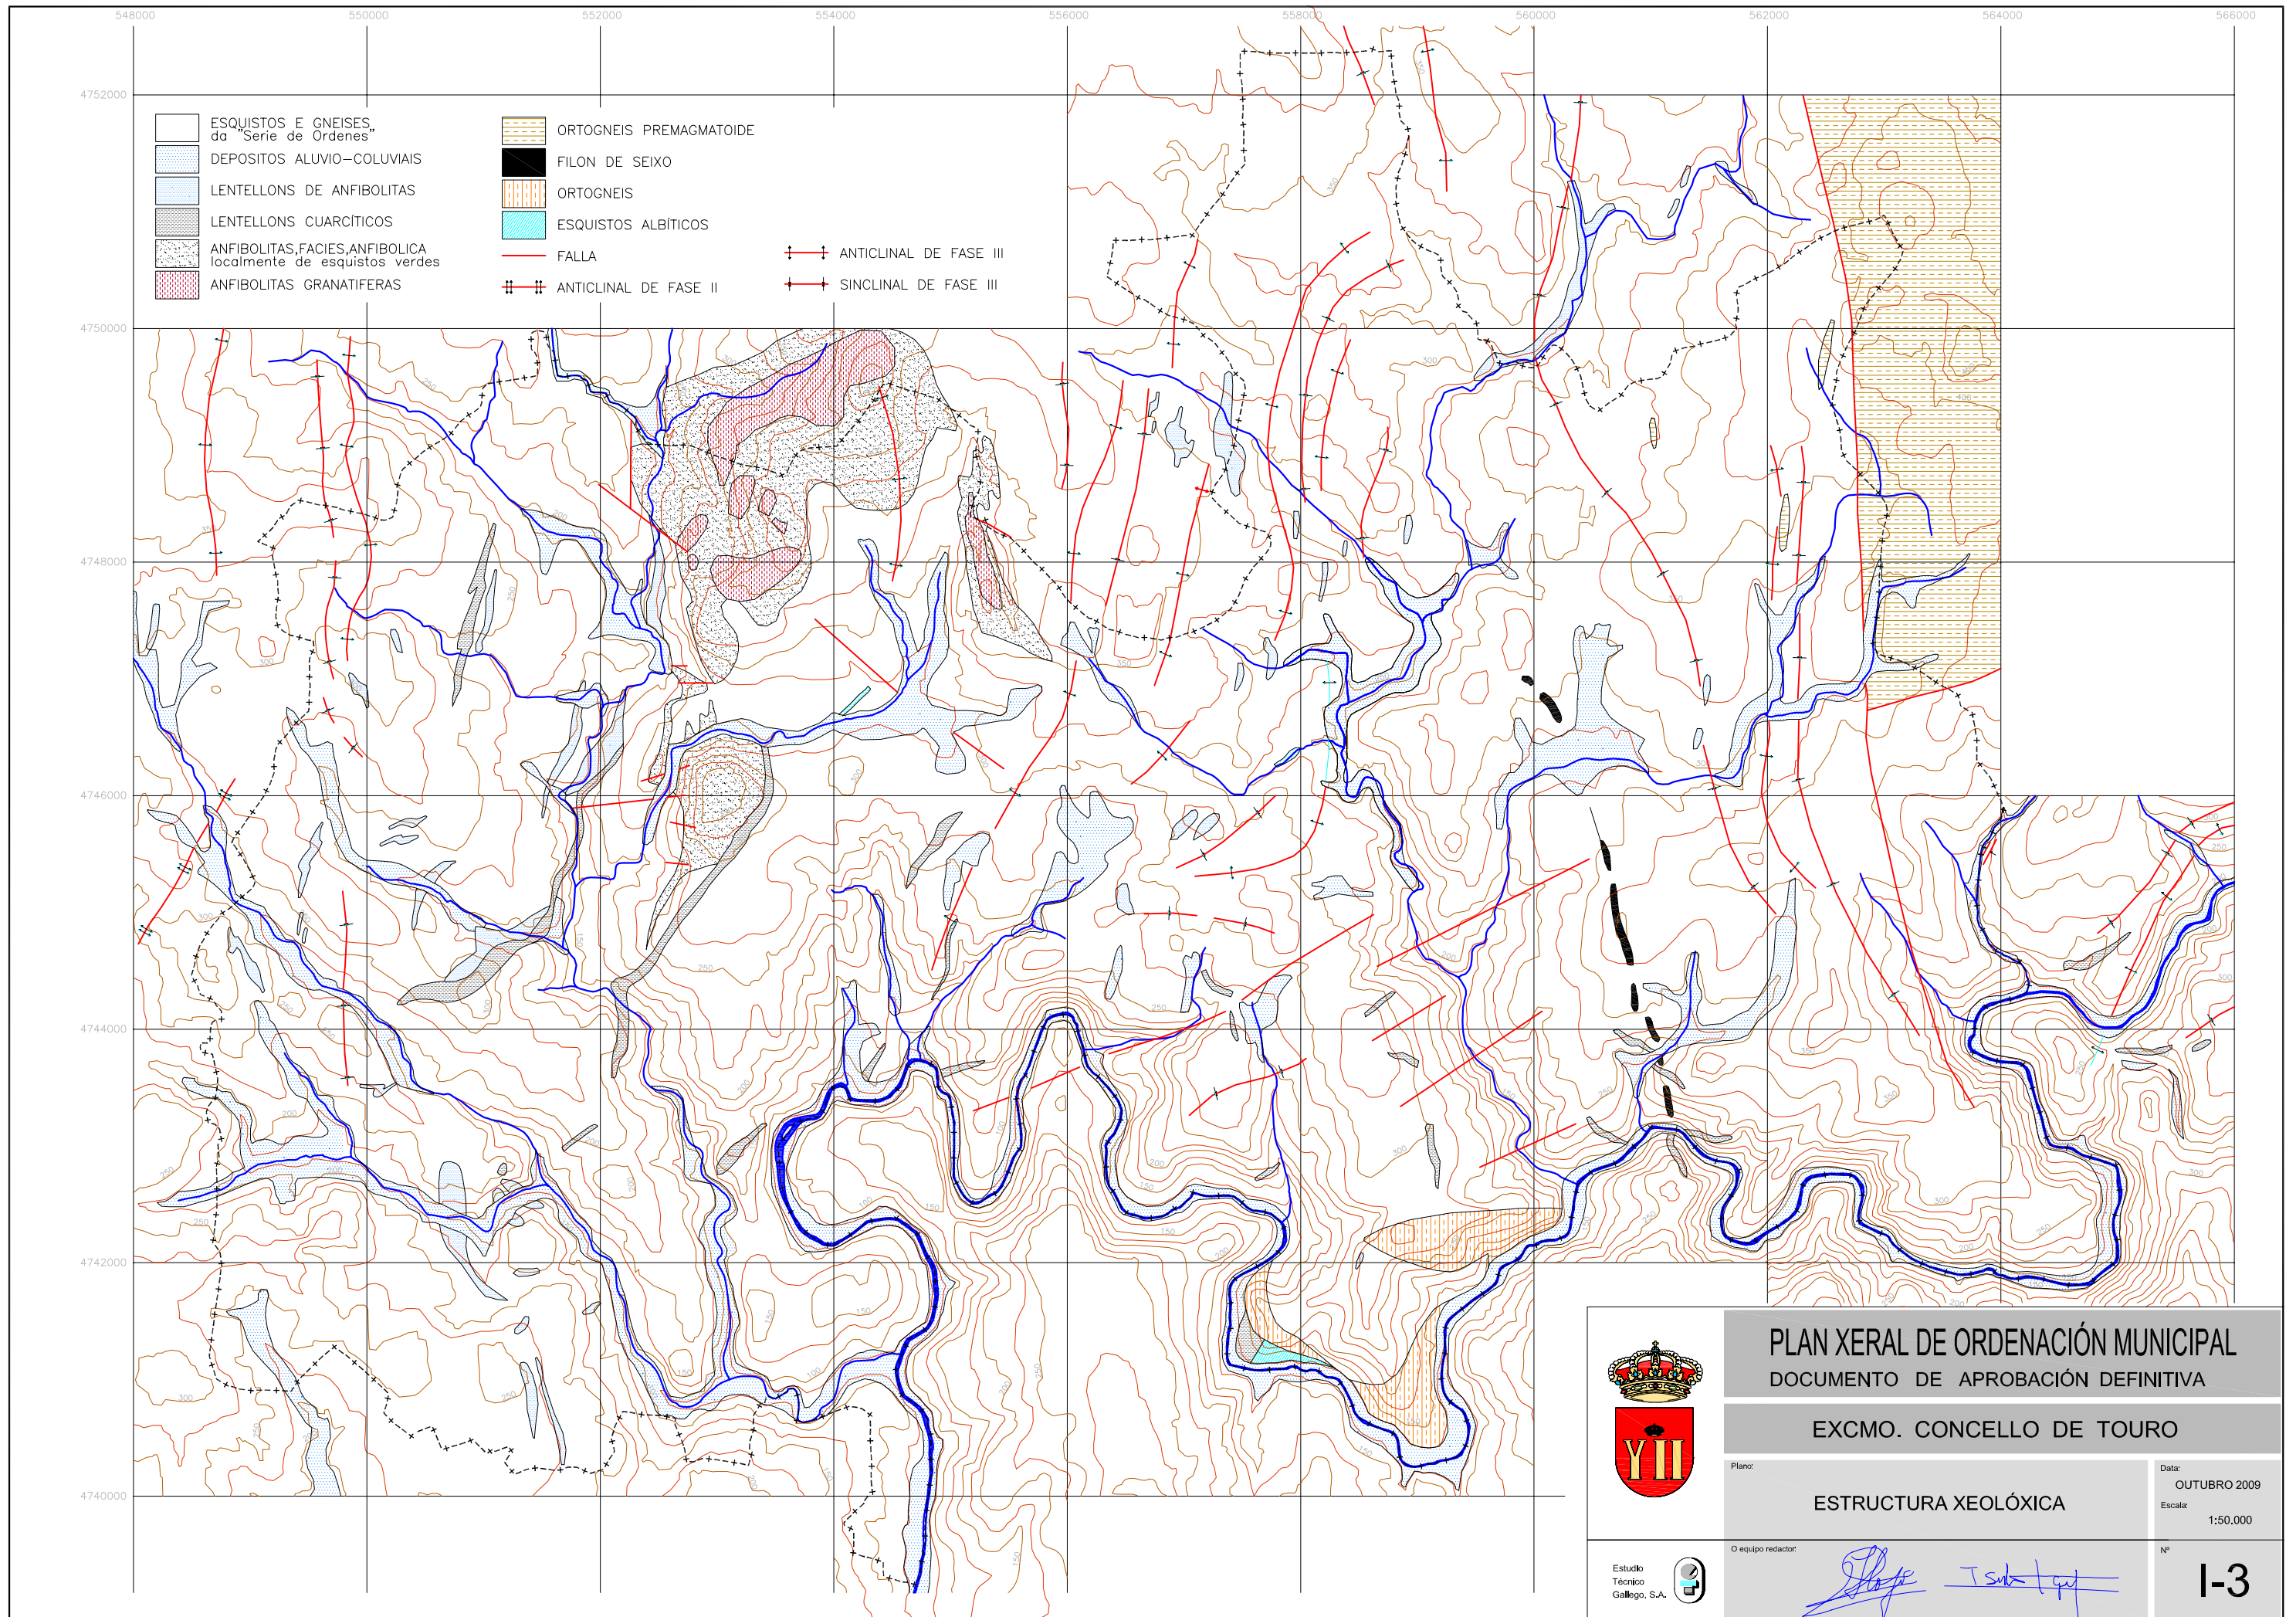 548000 550000 552000 554000 556000 558000 560000 562000 564000 566000
4752000
4750000
4748000
4746000
4744000
4742000
4740000
ESQUISTOS E GNEISES
da "Serie de Ordenes"
DEPOSITOS ALUVIO-COLUVIAIS
LENTELLONS DE ANFIBOLITAS
LENTELLONS CUARCÍTICOS
ANFIBOLITAS,FACIES,ANFIBOLICA
localmente de esquistos verdes
ANFIBOLITAS GRANATIFERAS
ORTOGNEIS PREMAGMATOIDE
FILON DE SEIXO
ORTOGNEIS
ESQUISTOS ALBÍTICOS
FALLA
ANTICLINAL DE FASE II
ANTICLINAL DE FASE III
SINCLINAL DE FASE III
PLAN XERAL DE ORDENACIÓN MUNICIPAL
DOCUMENTO DE APROBACIÓN DEFINITIVA
EXCMO. CONCELLO DE TOURO
Plano:
ESTRUCTURA XEOLÓXICA
Data:
OUTUBRO 2009
Escala:
1:50.000
O equipo redactor:
Nº
I-3
Estudio
Técnico
Gallego, S.A.